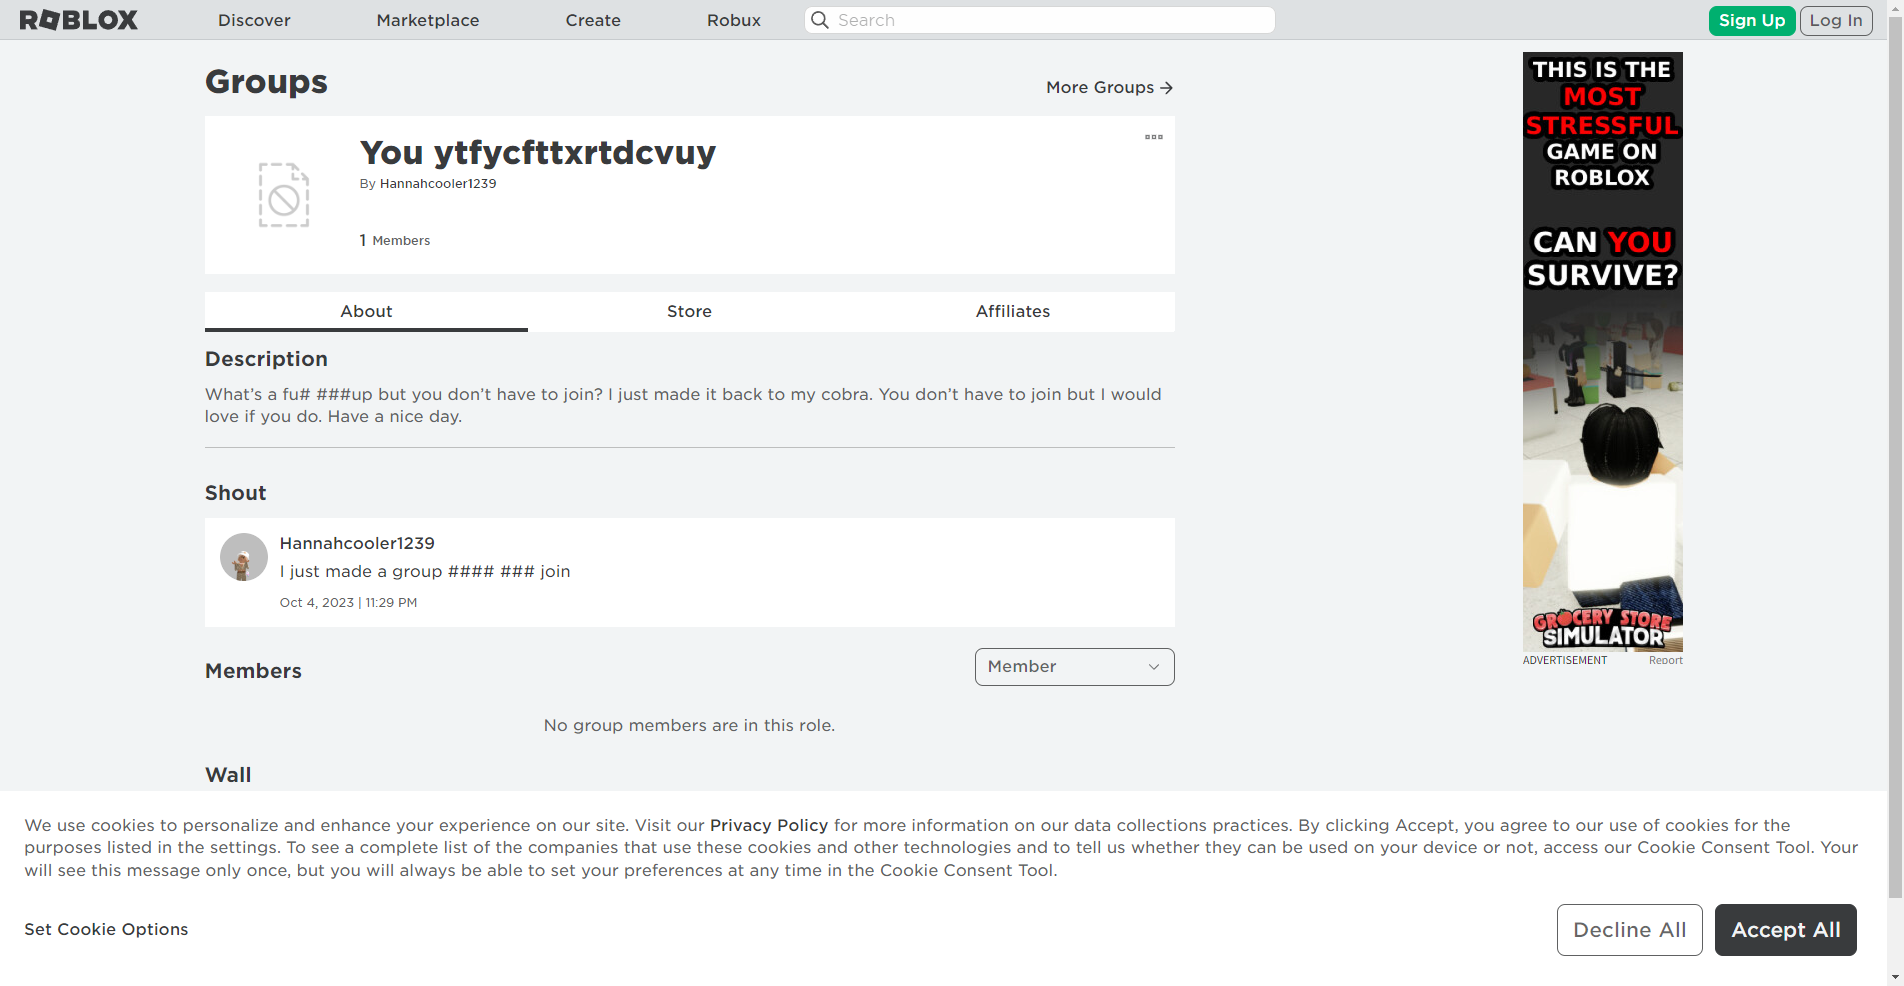 ROBLOX
Discover
Marketplace
Create
Robux
Search
Sign Up
Log In
Groups
More Groups
You ytfycfttxrtdcvuy
By Hannahcooler1239
1 Members
About
Store
Affiliates
Description
What's a fu# ###up but you don't have to join? I just made it back to my cobra. You don't have to join but I would
love if you do. Have a nice day.
Shout
Hannahcooler1239
I just made a group #### ### join
Oct 4, 2023 | 11:29 PM
Members
Member
No group members are in this role.
Wall
THIS IS THE
MOST
STRESSFUL
GAME ON
ROBLOX
CAN YOU
SURVIVE?
GROCERY STORE
SIMULATOR
ADVERTISEMENT
Report
We use cookies to personalize and enhance your experience on our site. Visit our Privacy Policy for more information on our data collections practices. By clicking Accept, you agree to our use of cookies for the
purposes listed in the settings. To see a complete list of the companies that use these cookies and other technologies and to tell us whether they can be used on your device or not, access our Cookie Consent Tool. Your
will see this message only once, but you will always be able to set your preferences at any time in the Cookie Consent Tool.
Set Cookie Options
Decline All
Accept All